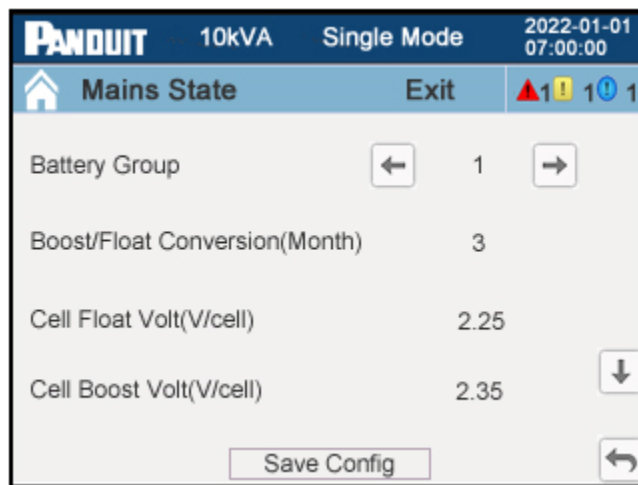 PANDUIT 10kVA Single Mode 2022-01-01
07:00:00
Mains State Exit 1 ! 1 ! 1
Battery Group 1
Boost/Float Conversion(Month) 3
Cell Float Volt(V/cell) 2.25
Cell Boost Volt(V/cell) 2.35
Save Config